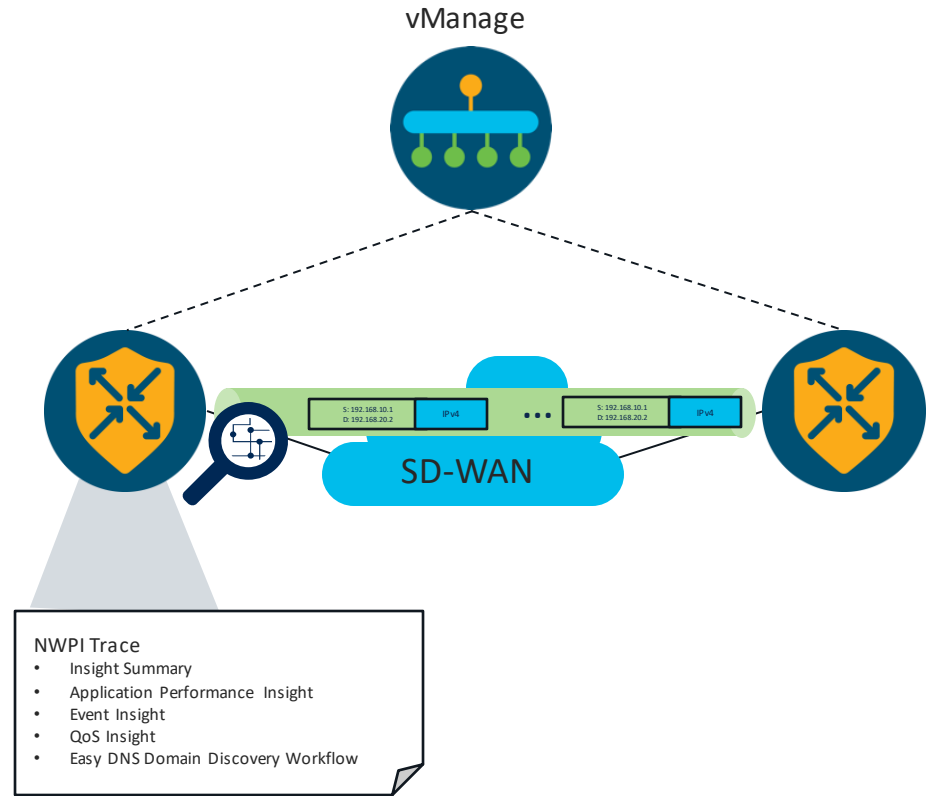 vManage
S: 192.168.10.1
D: 192.168.20.2
IPv4
S: 192.168.10.1
D: 192.168.20.2
IPv4
SD-WAN
NWPI Trace
• Insight Summary
• Application Performance Insight
• Event Insight
• QoS Insight
• Easy DNS Domain Discovery Workflow